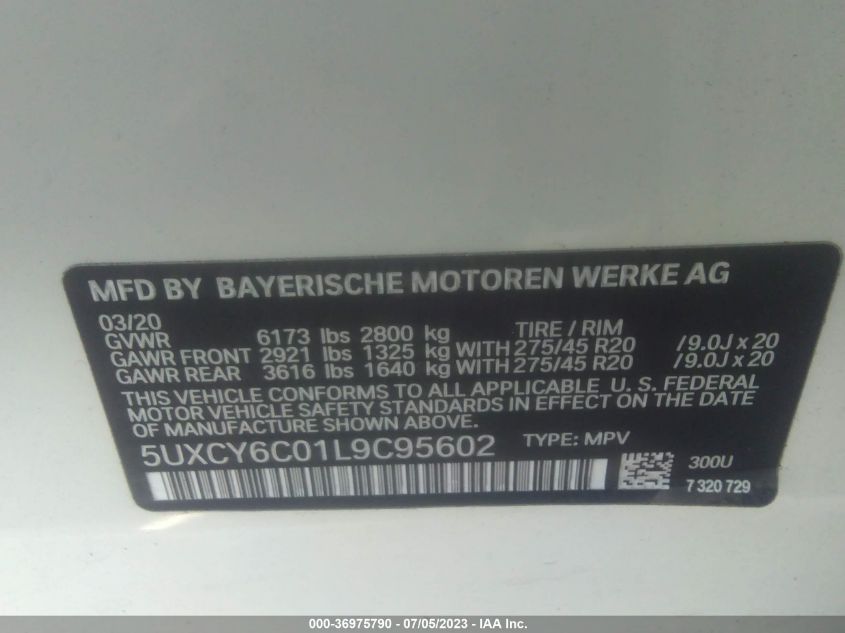 MFD BY BAYERISCHE MOTOREN WERKE AG
03/20 TIRE / RIM
GVWR 6173 lbs 2800 kg
GAWR FRONT 2921 lbs 1325 kg WITH 275/45 R20 / 9.0J x 20
GAWR REAR 3616 lbs 1640 kg WITH 275/45 R20 / 9.0J x 20
THIS VEHICLE CONFORMS TO ALL APPLICABLE U. S. FEDERAL
MOTOR VEHICLE SAFETY STANDARDS IN EFFECT ON THE DATE
OF MANUFACTURE SHOWN ABOVE.
5UXCY6C01L9C95602 TYPE: MPV
300U
7 320 729
000-36975790 - 07/05/2023 - IAA Inc.